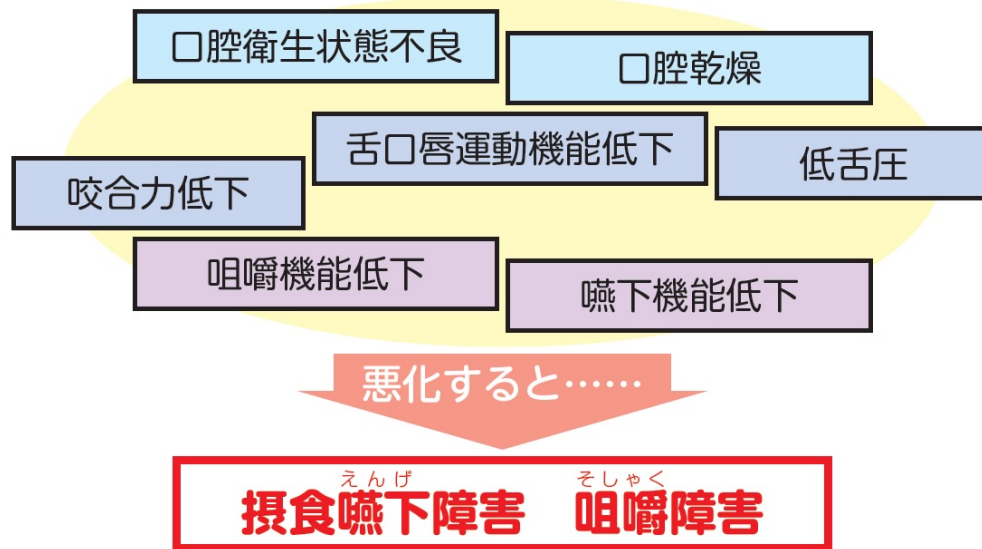 口腔衛生状態不良
口腔乾燥
舌口唇運動機能低下
低舌圧
咬合力低下
咀嚼機能低下
嚥下機能低下
悪化すると……
えんげ そしゃく
摂食嚥下障害 咀嚼障害